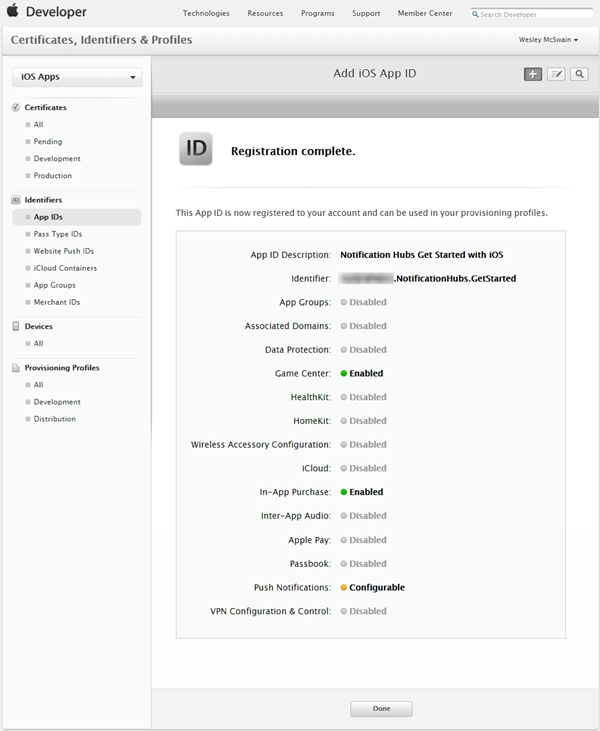 Developer
Technologies Resources Programs Support Member Center Search Developer
Certificates, Identifiers & Profiles
Wesley McSwain
iOS Apps
Certificates
All
Pending
Development
Production
Identifiers
App IDs
Pass Type IDs
Website Push IDs
iCloud Containers
App Groups
Merchant IDs
Devices
All
Provisioning Profiles
All
Development
Distribution
Add iOS App ID
ID
Registration complete.
This App ID is now registered to your account and can be used in your provisioning profiles.
App ID Description: Notification Hubs Get Started with iOS
Identifier: .NotificationHubs.GetStarted
App Groups: Disabled
Associated Domains: Disabled
Data Protection: Disabled
Game Center: Enabled
HealthKit: Disabled
HomeKit: Disabled
Wireless Accessory Configuration: Disabled
iCloud: Disabled
In-App Purchase: Enabled
Inter-App Audio: Disabled
Apple Pay: Disabled
Passbook: Disabled
Push Notifications: Configurable
VPN Configuration & Control: Disabled
Done